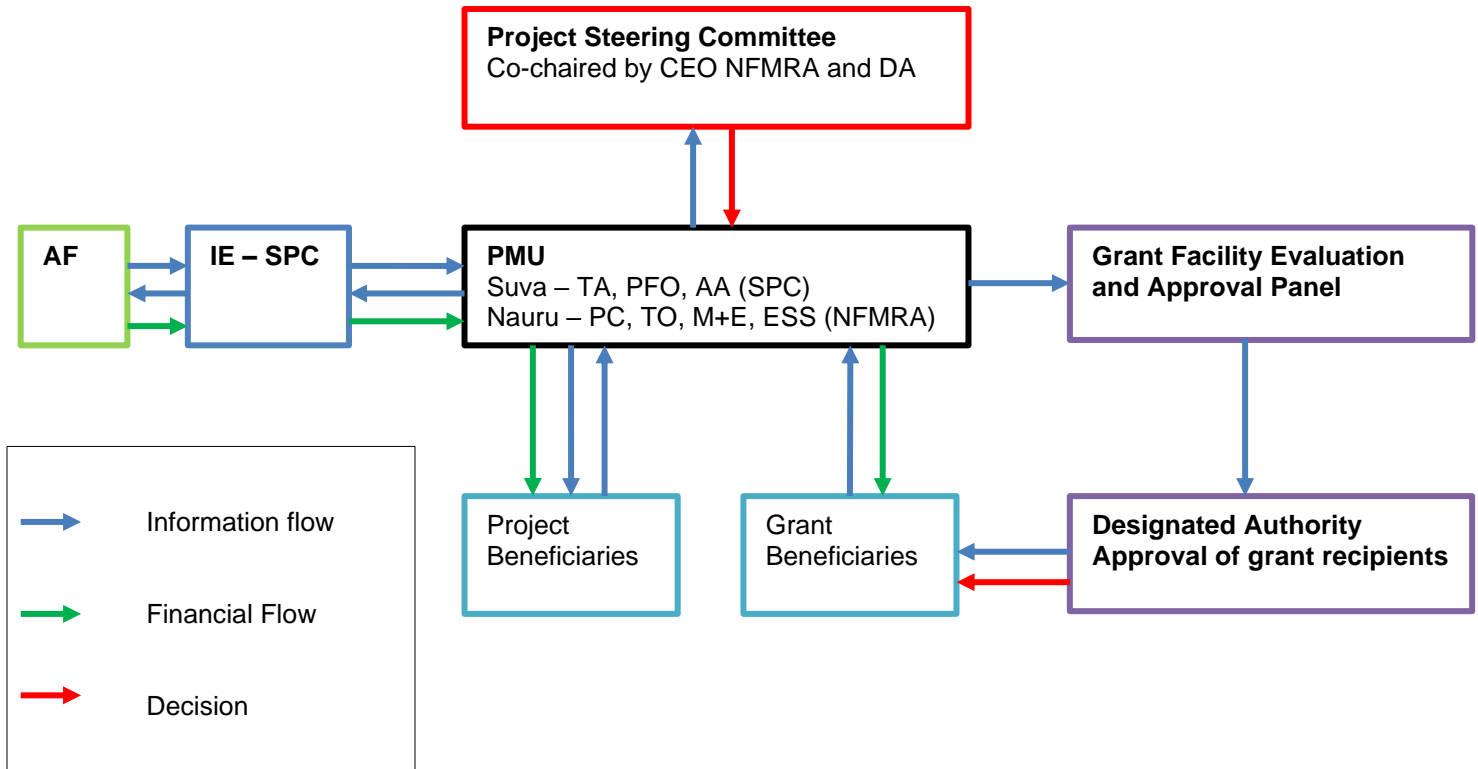 Project Steering Committee
Co-chaired by CEO NFMRA and DA
AF
IE – SPC
PMU
Suva – TA, PFO, AA (SPC)
Nauru – PC, TO, M+E, ESS (NFMRA)
Grant Facility Evaluation
and Approval Panel
Project
Beneficiaries
Grant
Beneficiaries
Designated Authority
Approval of grant recipients
Information flow
Financial Flow
Decision